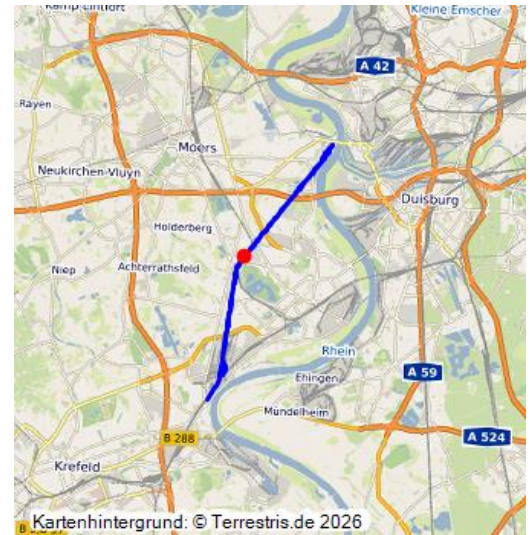 Kamp-Lintfort
Kleine Emscher
A 42
Rayen
Moers
Neukirchen-Vluyn
Duisburg
Holderberg
Niep
Achterrathsfeld
Rhein
Ehingen
A 59
Mündelheim
B 288
A 524
Krefeld
Kartenhintergrund: © Terrestris.de 2026